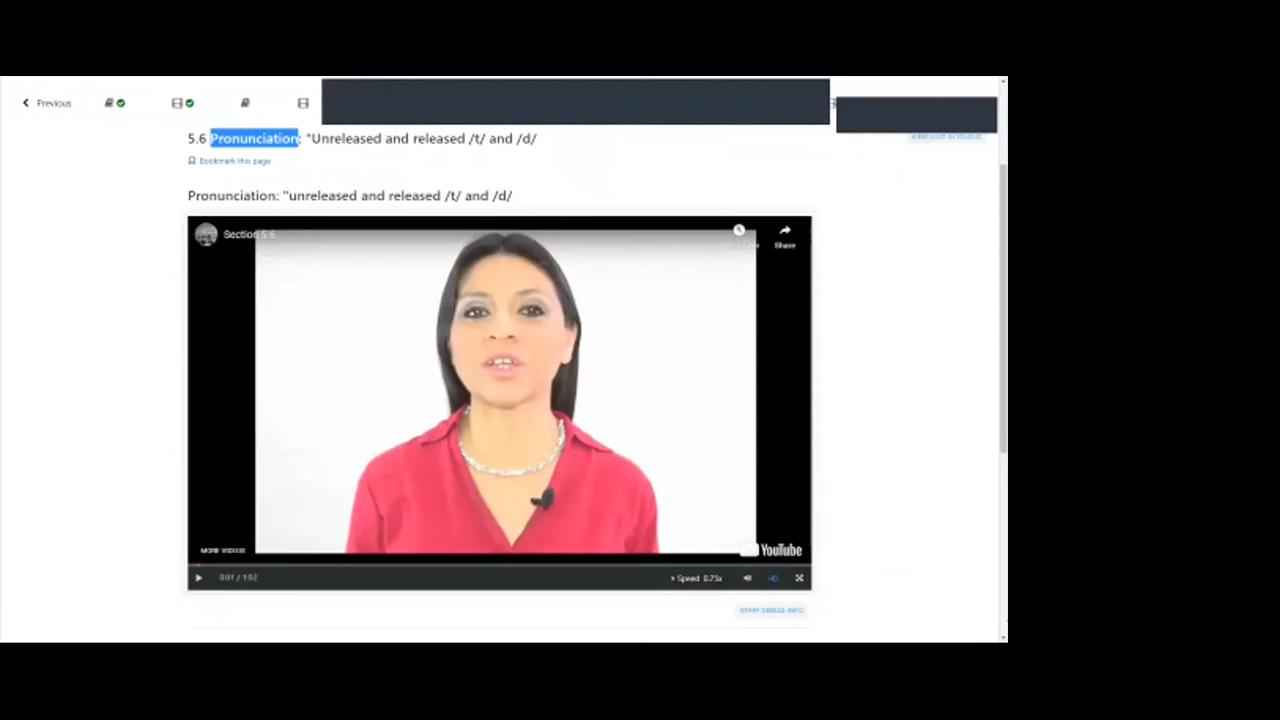 Previous
5.6 Pronunciation: "Unreleased and released /t/ and /d/
Bookmark this page
Pronunciation: "unreleased and released /t/ and /d/
Section 5.6
Share
MORE VIDEOS
YouTube
0:01 / 1:02
Speed 0.75x
HD
STAFF DEBUG INFO